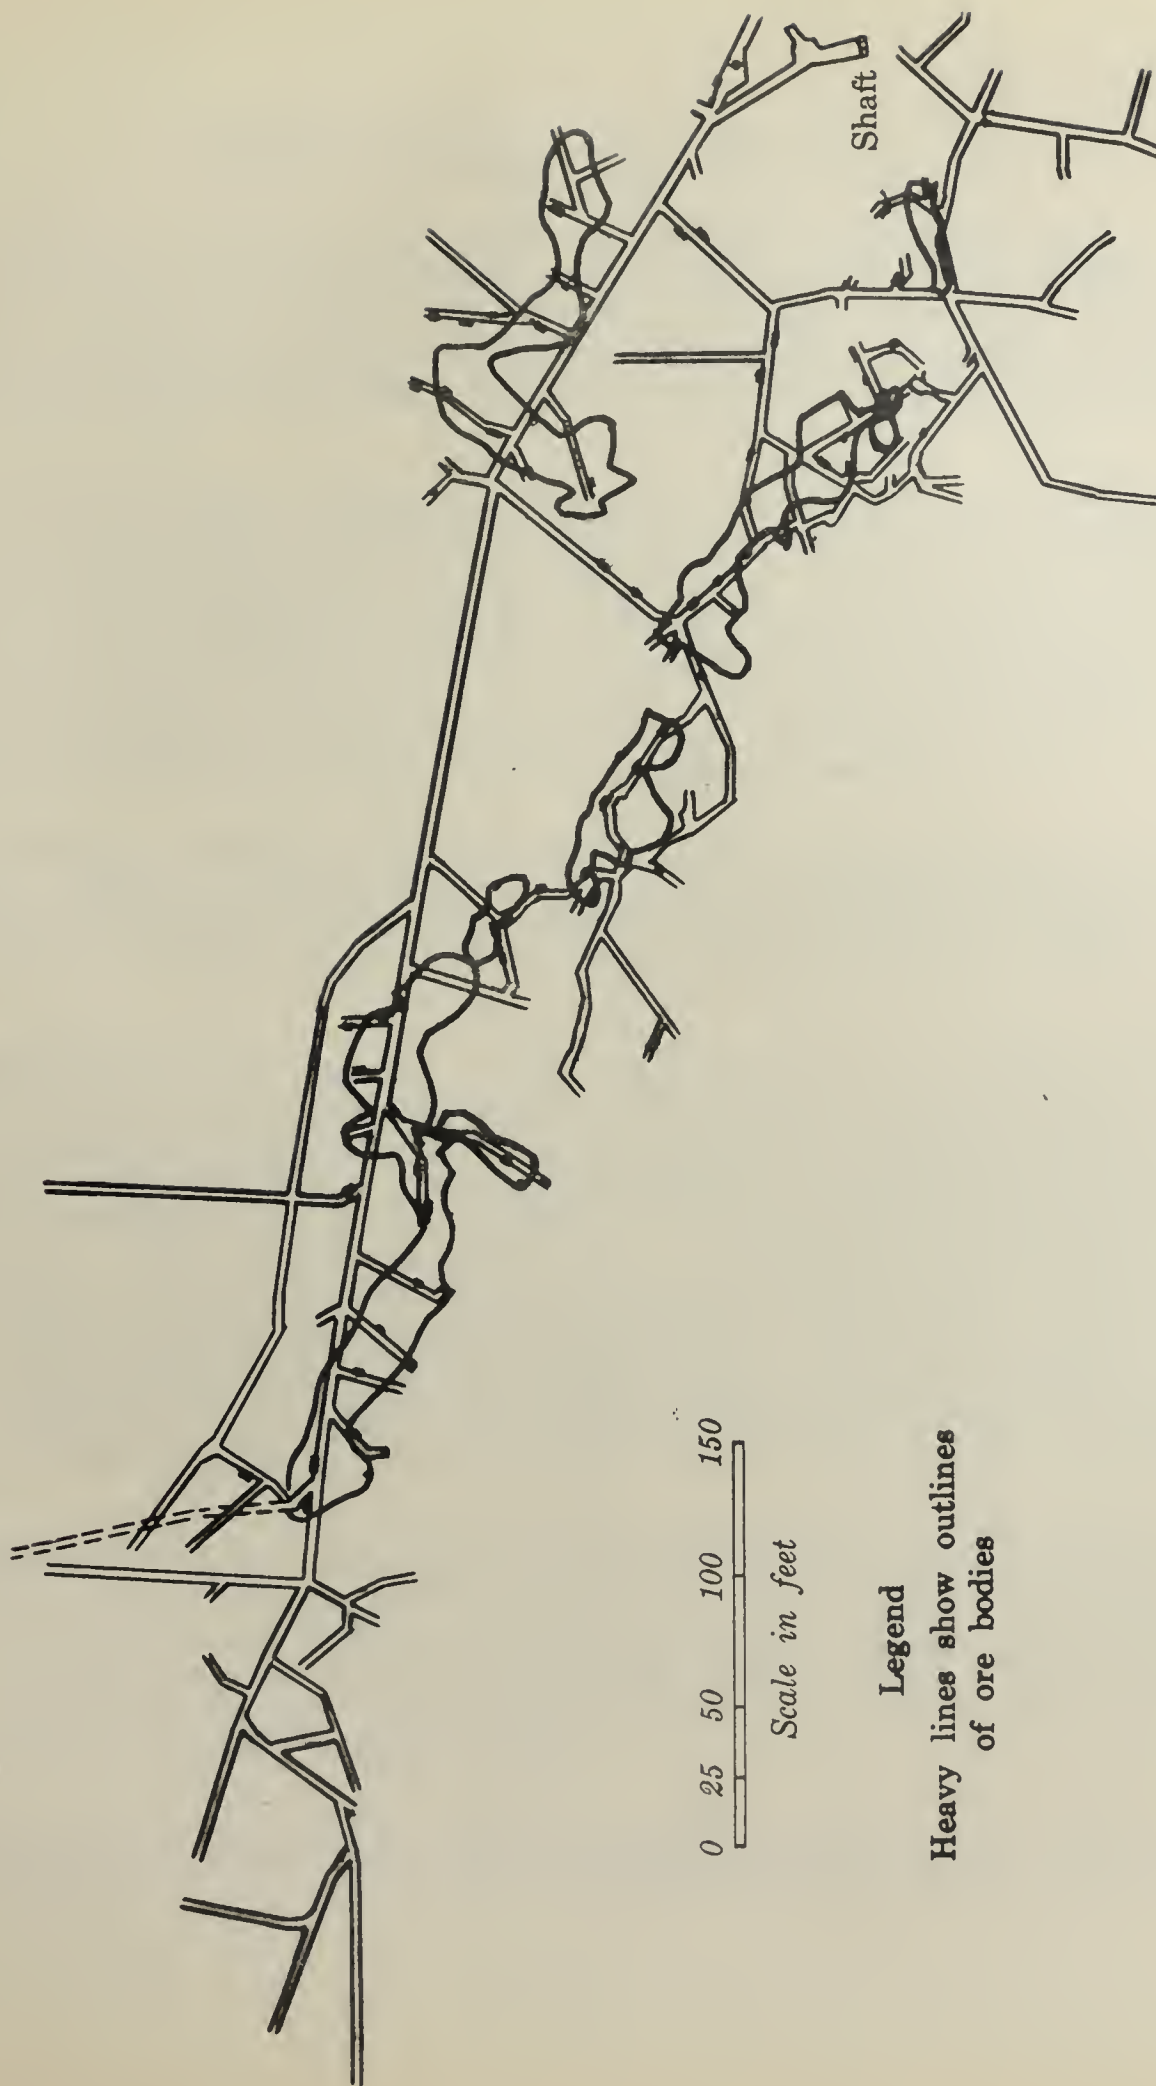 Shaft
0 25 50 100 150
Scale in feet
Legend
Heavy lines show outlines
of ore bodies